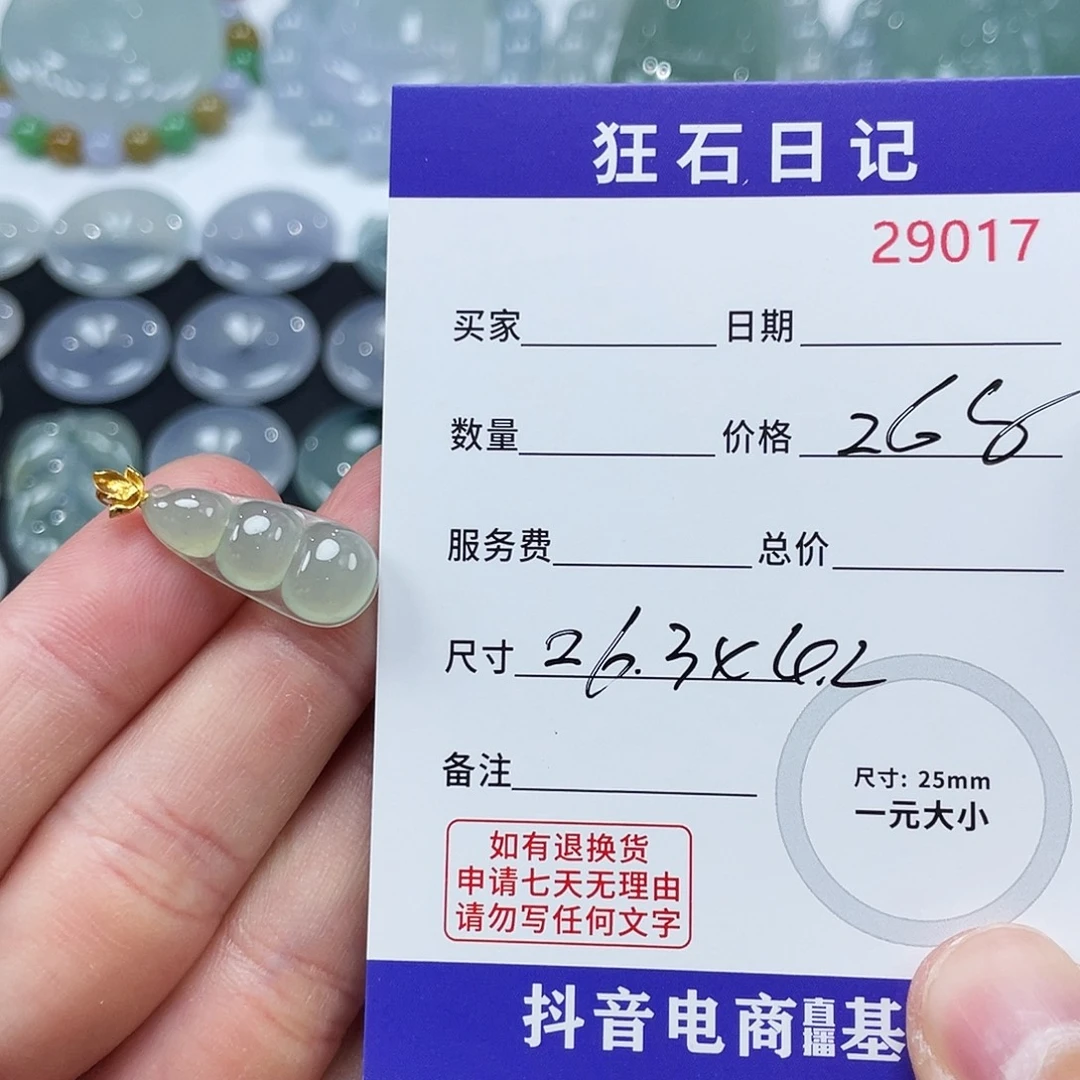 狂石日记
29017
买家 日期
数量 价格 268
服务费 总价
尺寸 26.3x6.2
备注
尺寸: 25mm
一元大小
如有退换货
申请七天无理由
请勿写任何文字
抖音电商直播基